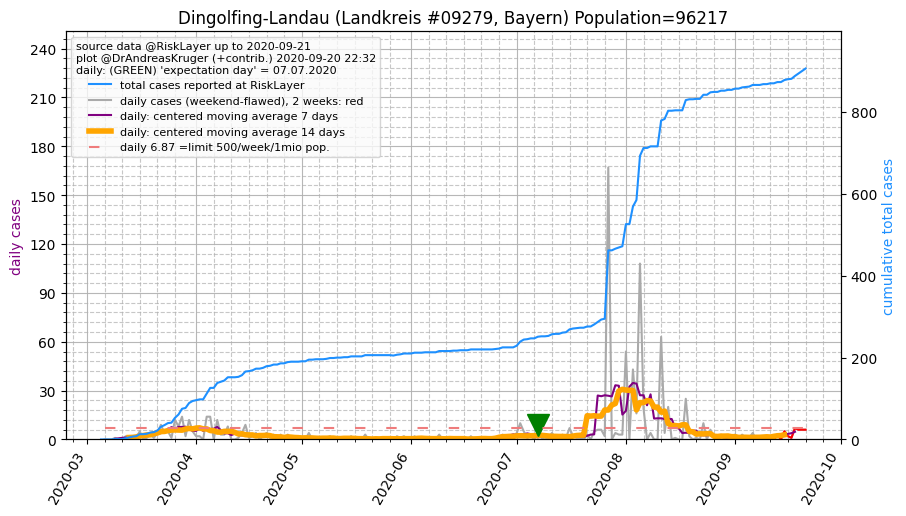 Dingolfing-Landau (Landkreis #09279, Bayern) Population=96217
source data @RiskLayer up to 2020-09-21
plot @DrAndreasKruger (+contrib.) 2020-09-20 22:32
daily: (GREEN) 'expectation day' = 07.07.2020
total cases reported at RiskLayer
daily cases (weekend-flawed), 2 weeks: red
daily: centered moving average 7 days
daily: centered moving average 14 days
daily 6.87 =limit 500/week/1mio pop.
daily cases
240
210
180
150
120
90
60
30
0
cumulative total cases
800
600
400
200
0
2020-03
2020-04
2020-05
2020-06
2020-07
2020-08
2020-09
2020-10